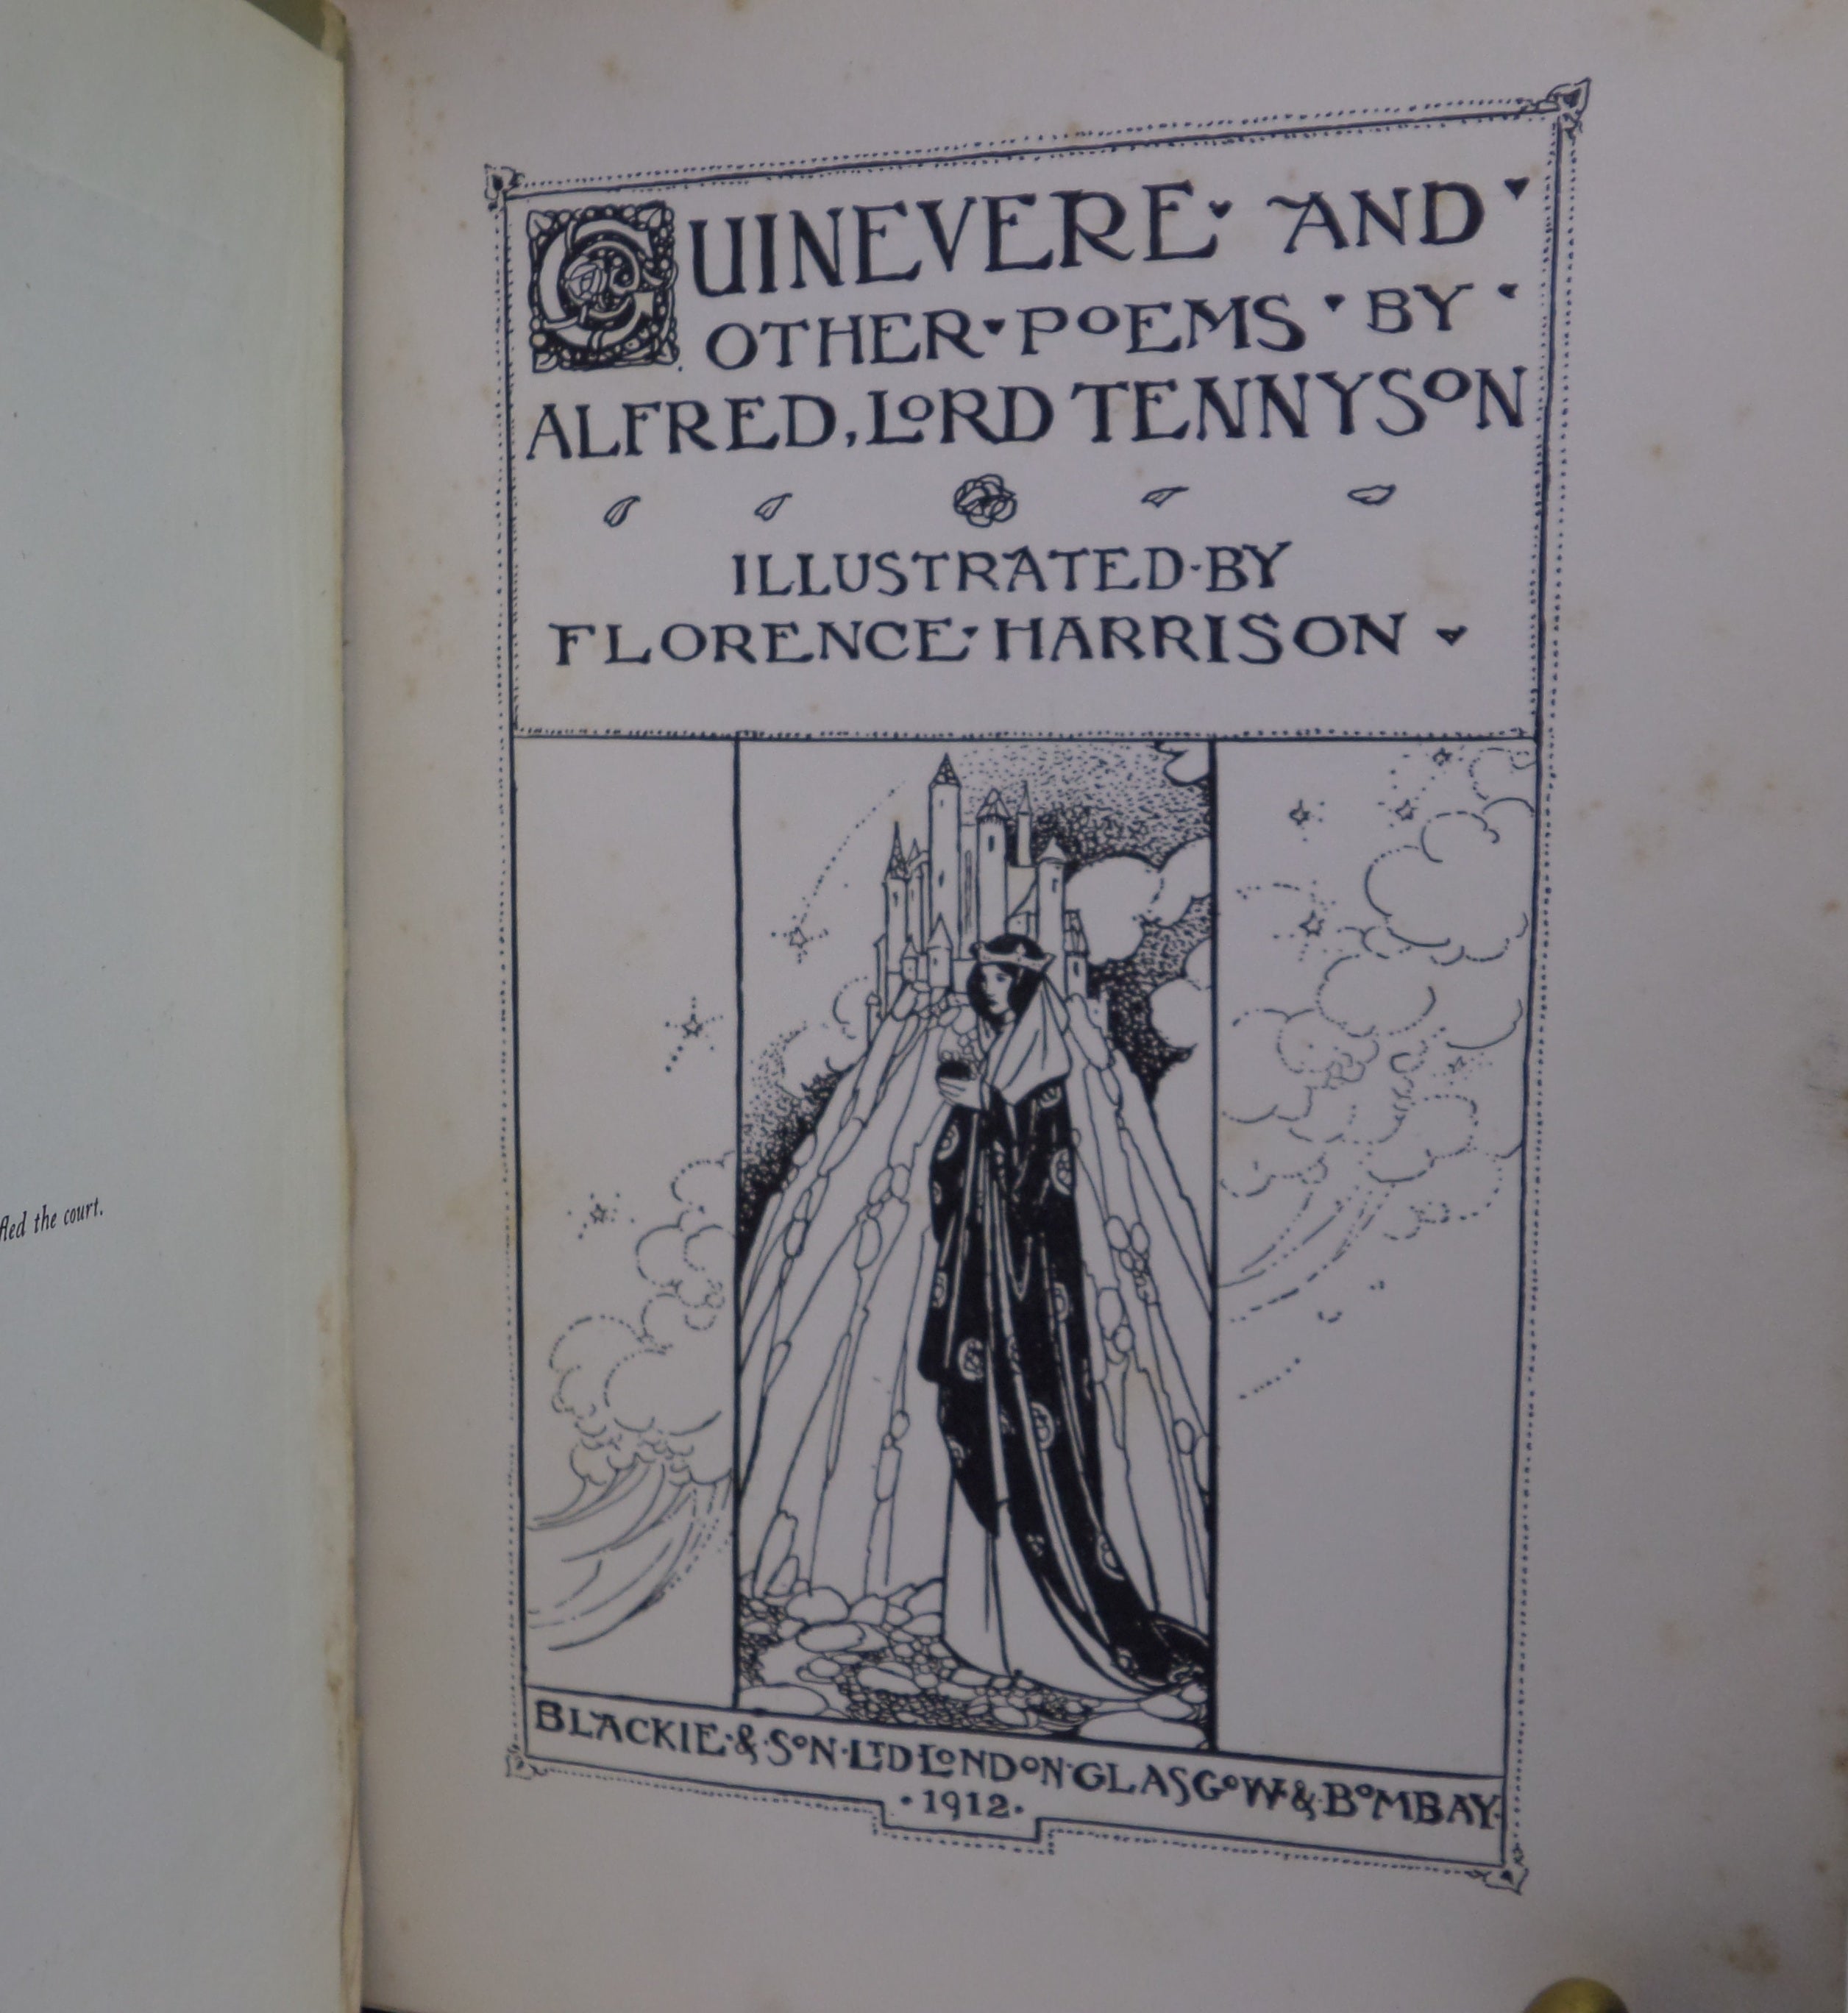 fled the court.
GUINEVERE AND
OTHER POEMS BY
ALFRED, LORD TENNYSON
ILLUSTRATED·BY
FLORENCE HARRISON
BLACKIE·&·SON·LTD·LONDON·GLASGOW·&·BOMBAY·
·1912·